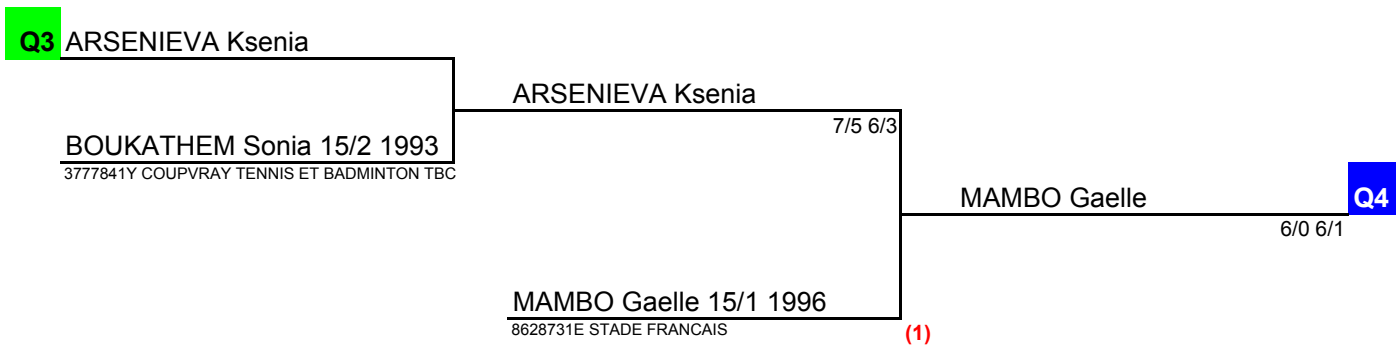 Q3 ARSENIEVA Ksenia
ARSENIEVA Ksenia
7/5 6/3
BOUKATHEM Sonia 15/2 1993
3777841Y COUPVRAY TENNIS ET BADMINTON TBC
MAMBO Gaelle
Q4
6/0 6/1
MAMBO Gaelle 15/1 1996
8628731E STADE FRANCAIS
(1)